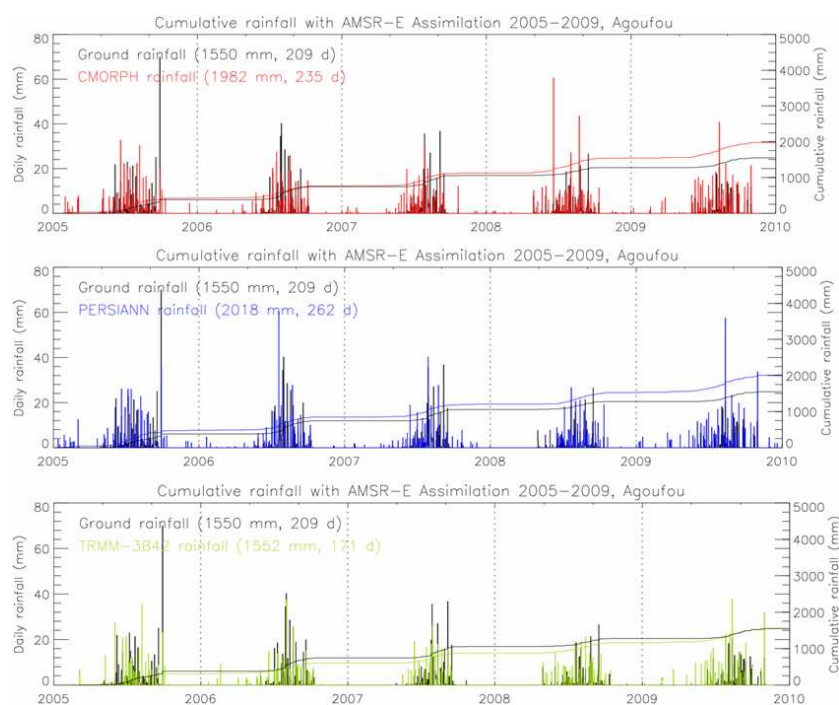 Cumulative rainfall with AMSR-E Assimilation 2005-2009, Agoufou
Ground rainfall (1550 mm, 209 d)
CMORPH rainfall (1982 mm, 235 d)
Daily rainfall (mm)
80
60
40
20
0
5000
4000
3000
2000
1000
0
Cumulative rainfall (mm)
2005 2006 2007 2008 2009 2010
Cumulative rainfall with AMSR-E Assimilation 2005-2009, Agoufou
Ground rainfall (1550 mm, 209 d)
PERSIANN rainfall (2018 mm, 262 d)
Daily rainfall (mm)
80
60
40
20
0
5000
4000
3000
2000
1000
0
Cumulative rainfall (mm)
2005 2006 2007 2008 2009 2010
Cumulative rainfall with AMSR-E Assimilation 2005-2009, Agoufou
Ground rainfall (1550 mm, 209 d)
TRMM-3B42 rainfall (1552 mm, 171 d)
Daily rainfall (mm)
80
60
40
20
0
5000
4000
3000
2000
1000
0
Cumulative rainfall (mm)
2005 2006 2007 2008 2009 2010